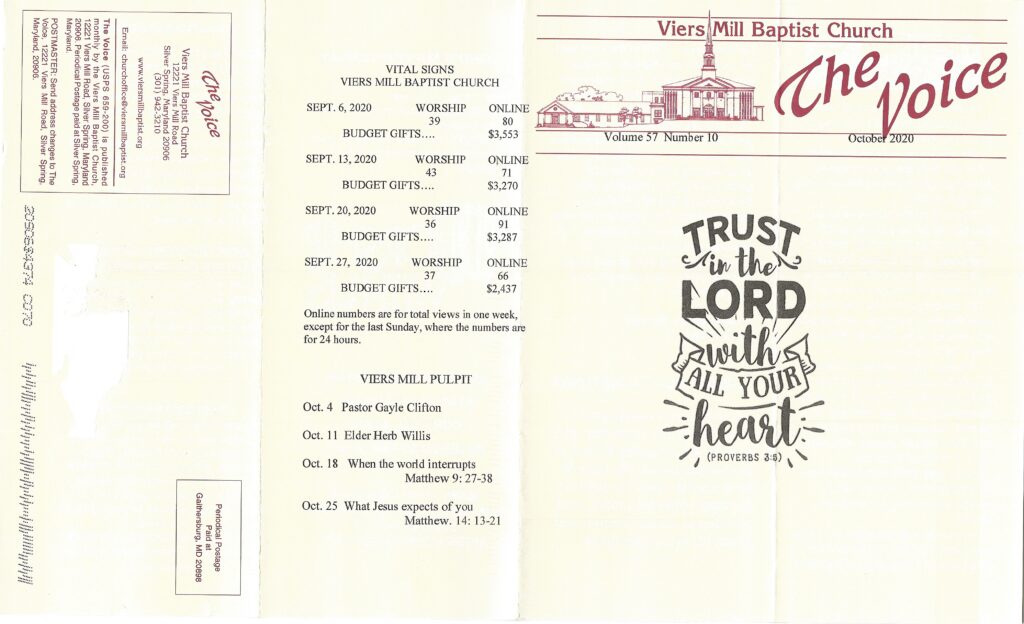 The Voice
Viers Mill Baptist Church
12221 Viers Mill Road
Silver Spring, Maryland 20906
(301) 942-3210
www.viersmillbaptist.org
Email: churchoffice@viersmillbaptist.org
The Voice (USPS 659-200) is published
monthly by the Viers Mill Baptist Church,
12221 Viers Mill Road, Silver Spring, Maryland
20906. Periodical Postage paid at Silver Spring,
Maryland.
POSTMASTER: Send address changes to The
Voice, 12221 Viers Mill Road, Silver Spring,
Maryland, 20906.
2090634374 C070
Periodical Postage
Paid at
Gaithersburg, MD 20898
VITAL SIGNS
VIERS MILL BAPTIST CHURCH
SEPT. 6, 2020 WORSHIP ONLINE
39 80
BUDGET GIFTS.... $3,553
SEPT. 13, 2020 WORSHIP ONLINE
43 71
BUDGET GIFTS.... $3,270
SEPT. 20, 2020 WORSHIP ONLINE
36 91
BUDGET GIFTS.... $3,287
SEPT. 27, 2020 WORSHIP ONLINE
37 66
BUDGET GIFTS.... $2,437
Online numbers are for total views in one week,
except for the last Sunday, where the numbers are
for 24 hours.
VIERS MILL PULPIT
Oct. 4 Pastor Gayle Clifton
Oct. 11 Elder Herb Willis
Oct. 18 When the world interrupts
Matthew 9: 27-38
Oct. 25 What Jesus expects of you
Matthew. 14: 13-21
Viers Mill Baptist Church
The Voice
Volume 57 Number 10 October 2020
TRUST
in the
LORD
with
ALL YOUR
heart
(PROVERBS 3:5)